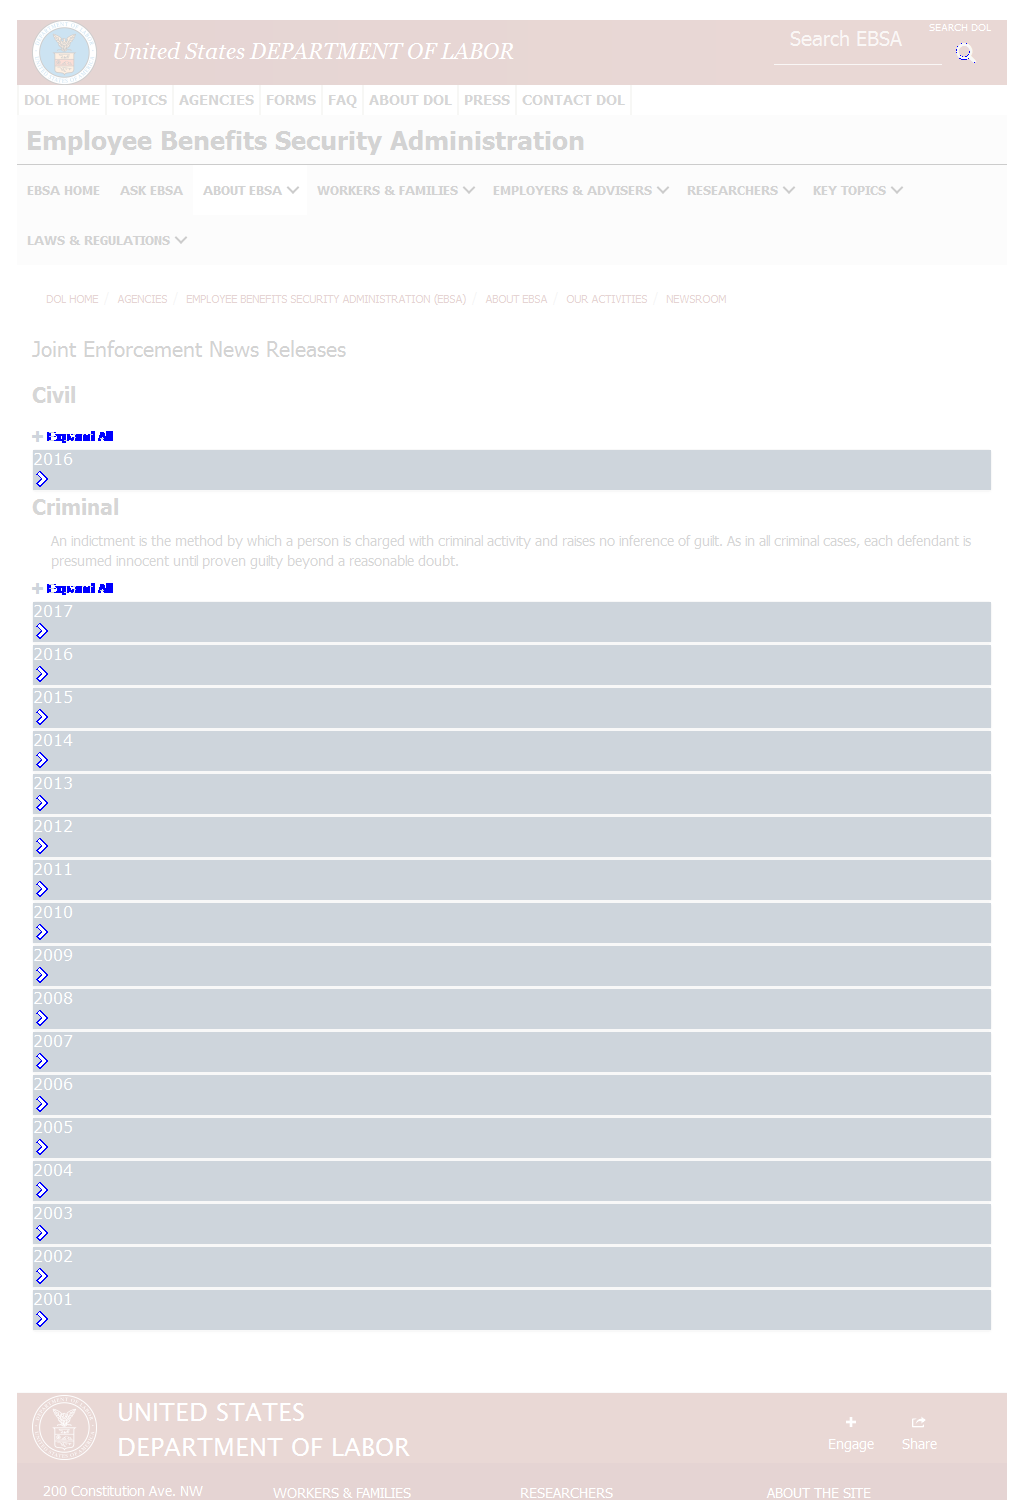 United States DEPARTMENT OF LABOR
Search EBSA
SEARCH DOL
DOL HOME TOPICS AGENCIES FORMS FAQ ABOUT DOL PRESS CONTACT DOL
Employee Benefits Security Administration
EBSA HOME ASK EBSA ABOUT EBSA WORKERS & FAMILIES EMPLOYERS & ADVISERS RESEARCHERS KEY TOPICS
LAWS & REGULATIONS
DOL HOME / AGENCIES / EMPLOYEE BENEFITS SECURITY ADMINISTRATION (EBSA) / ABOUT EBSA / OUR ACTIVITIES / NEWSROOM
Joint Enforcement News Releases
Civil
Expand All
2016
Criminal
An indictment is the method by which a person is charged with criminal activity and raises no inference of guilt. As in all criminal cases, each defendant is
presumed innocent until proven guilty beyond a reasonable doubt.
Expand All
2017
2016
2015
2014
2013
2012
2011
2010
2009
2008
2007
2006
2005
2004
2003
2002
2001
UNITED STATES
DEPARTMENT OF LABOR
Engage Share
200 Constitution Ave. NW WORKERS & FAMILIES RESEARCHERS ABOUT THE SITE